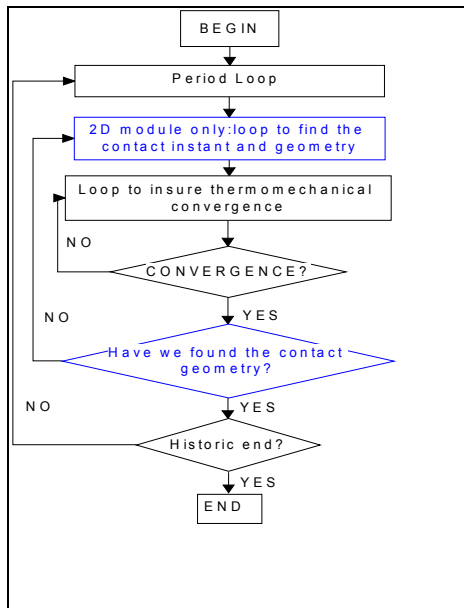 BEGIN
Period Loop
2D module only:loop to find the
contact instant and geometry
Loop to insure thermomechanical
convergence
NO
CONVERGENCE?
YES
NO
Have we found the contact
geometry?
YES
NO
Historic end?
YES
END